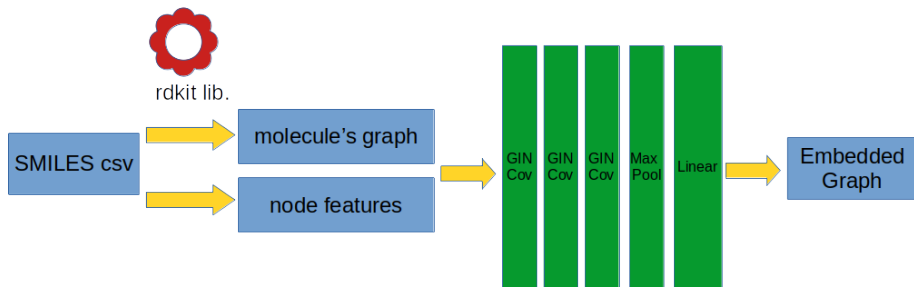 rdkit lib.
SMILES csv
molecule's graph
node features
GIN
Cov
GIN
Cov
GIN
Cov
Max
Pool
Linear
Embedded
Graph